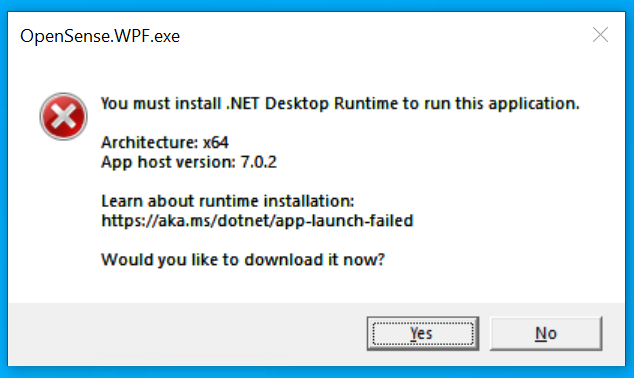 OpenSense.WPF.exe
You must install .NET Desktop Runtime to run this application.
Architecture: x64
App host version: 7.0.2
Learn about runtime installation:
https://aka.ms/dotnet/app-launch-failed
Would you like to download it now?
Yes No